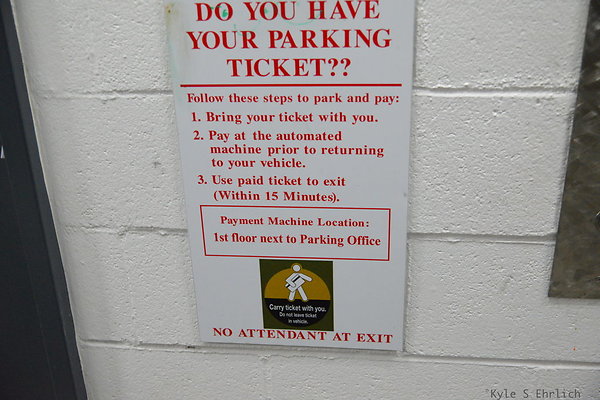 DO YOU HAVE
YOUR PARKING
TICKET??
Follow these steps to park and pay:
1. Bring your ticket with you.
2. Pay at the automated
machine prior to returning
to your vehicle.
3. Use paid ticket to exit
(Within 15 Minutes).
Payment Machine Location:
1st floor next to Parking Office
Carry ticket with you.
Do not leave ticket
in vehicle.
NO ATTENDANT AT EXIT
©Kyle S Ehrlich